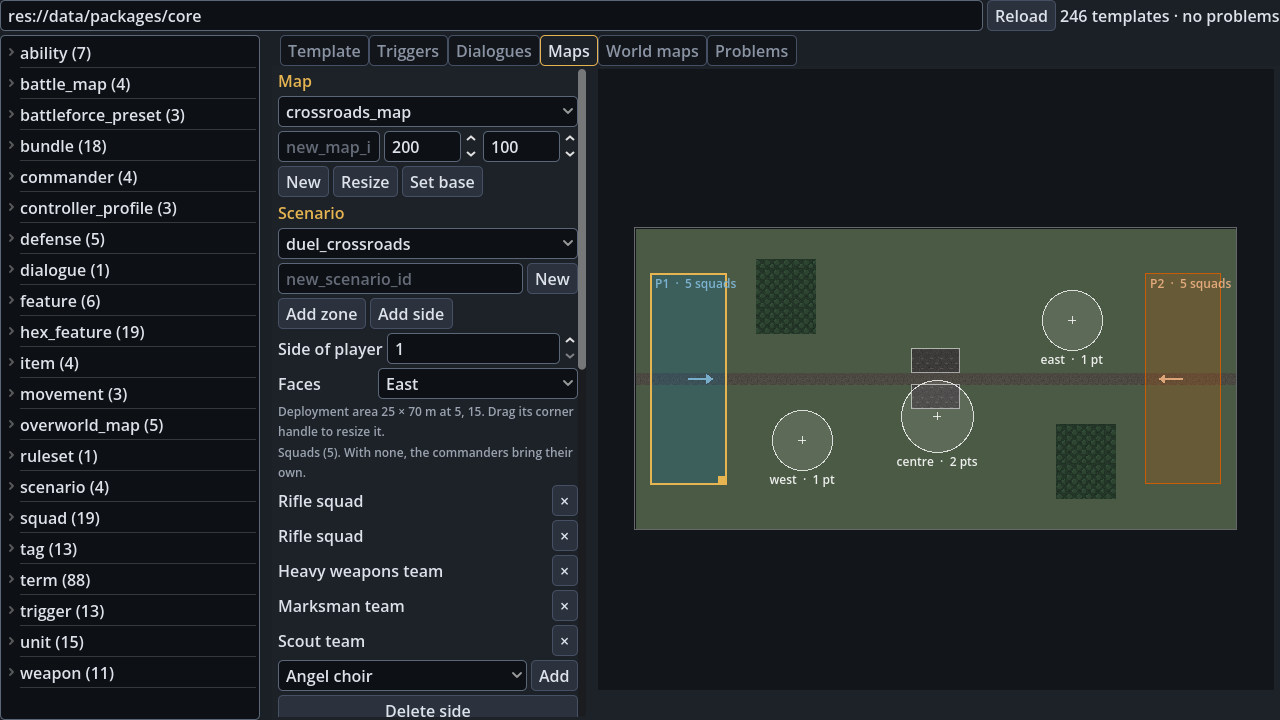 res://data/packages/core
Reload
246 templates · no problems
ability (7)
battle_map (4)
battleforce_preset (3)
bundle (18)
commander (4)
controller_profile (3)
defense (5)
dialogue (1)
feature (6)
hex_feature (19)
item (4)
movement (3)
overworld_map (5)
ruleset (1)
scenario (4)
squad (19)
tag (13)
term (88)
trigger (13)
unit (15)
weapon (11)
Template
Triggers
Dialogues
Maps
World maps
Problems
Map
crossroads_map
new_map_i
200
100
New
Resize
Set base
Scenario
duel_crossroads
new_scenario_id
New
Add zone
Add side
Side of player
1
Faces
East
Deployment area 25 × 70 m at 5, 15. Drag its corner
handle to resize it.
Squads (5). With none, the commanders bring their
own.
Rifle squad
×
Rifle squad
×
Heavy weapons team
×
Marksman team
×
Scout team
×
Angel choir
Add
Delete side
P1 · 5 squads
P2 · 5 squads
east · 1 pt
centre · 2 pts
west · 1 pt